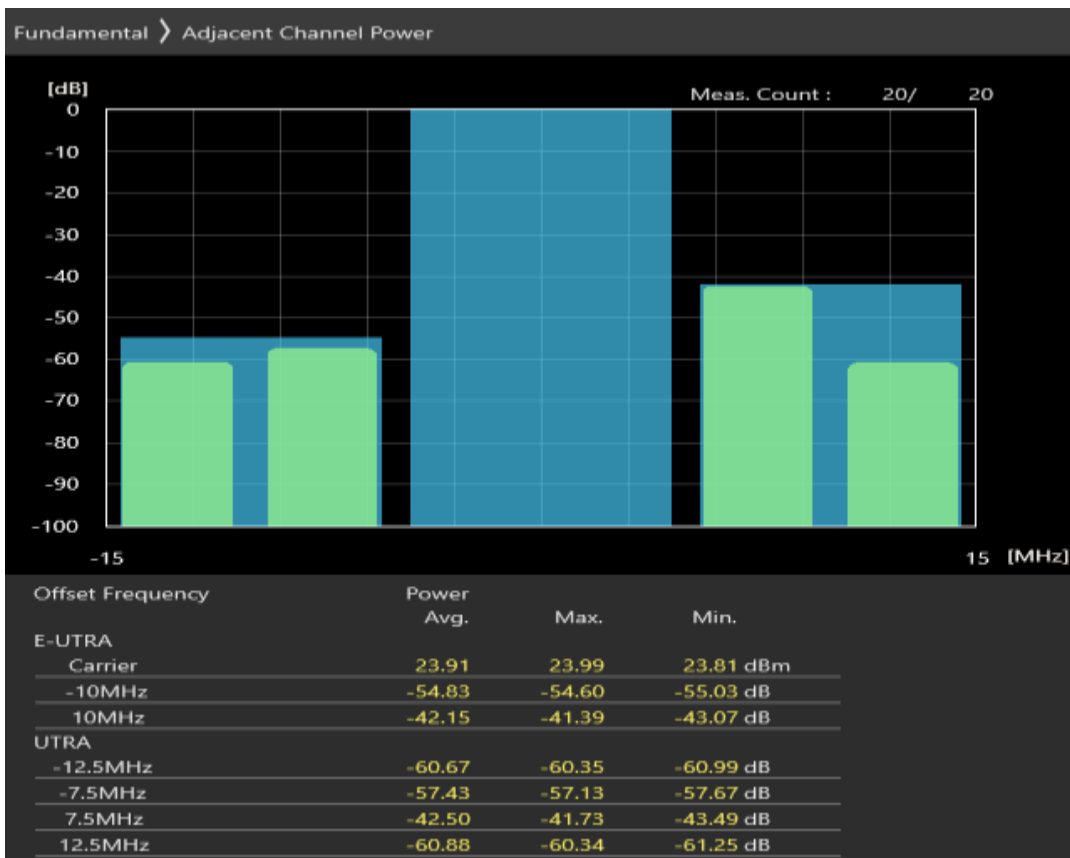 Fundamental 〉 Adjacent Channel Power
[dB]
Meas. Count : 20/ 20
0
-10
-20
-30
-40
-50
-60
-70
-80
-90
-100
-15 15 [MHz]
Offset Frequency Power
Avg. Max. Min.
E-UTRA
Carrier 23.91 23.99 23.81 dBm
-10MHz -54.83 -54.60 -55.03 dB
10MHz -42.15 -41.39 -43.07 dB
UTRA
-12.5MHz -60.67 -60.35 -60.99 dB
-7.5MHz -57.43 -57.13 -57.67 dB
7.5MHz -42.50 -41.73 -43.49 dB
12.5MHz -60.88 -60.34 -61.25 dB